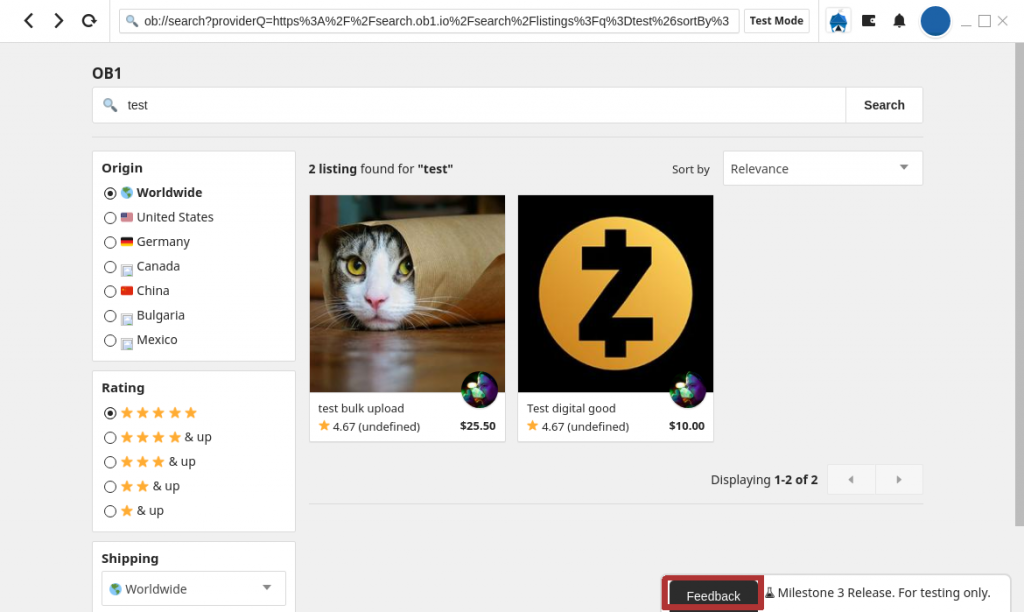 ob://search?providerQ=https%3A%2F%2Fsearch.ob1.io%2Fsearch%2Flistings%3Fq%3Dtest%26sortBy%3
Test Mode
OB1
test
Search
Origin
Worldwide
United States
Germany
Canada
China
Bulgaria
Mexico
Rating
& up
& up
& up
& up
Shipping
Worldwide
2 listing found for "test"
Sort by
Relevance
test bulk upload
4.67 (undefined)
$25.50
Test digital good
4.67 (undefined)
$10.00
Displaying 1-2 of 2
Feedback
Milestone 3 Release. For testing only.